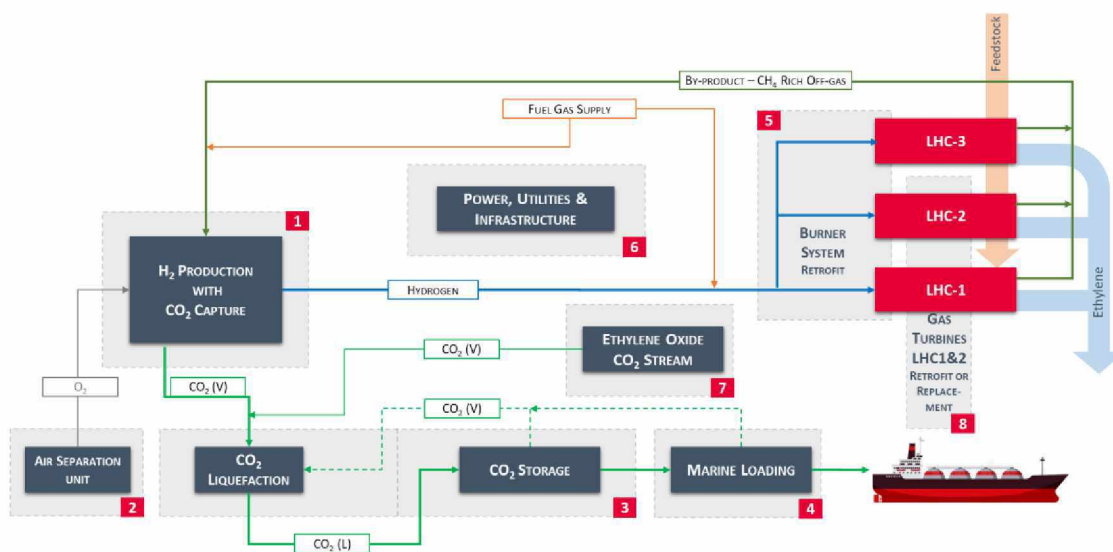 Feedstock
BY-PRODUCT – CH4 RICH OFF-GAS
FUEL GAS SUPPLY
5
LHC-3
1
POWER, UTILITIES &
INFRASTRUCTURE
6
LHC-2
BURNER
SYSTEM
RETROFIT
H2 PRODUCTION
WITH
CO2 CAPTURE
HYDROGEN
LHC-1
Ethylene
GAS
TURBINES
LHC1&2
RETROFIT OR
REPLACE-
MENT
8
ETHYLENE OXIDE
CO2 STREAM
7
CO2 (V)
O2
CO2 (V)
CO2 (V)
AIR SEPARATION
UNIT
2
CO2
LIQUEFACTION
CO2 STORAGE
3
MARINE LOADING
4
CO2 (L)